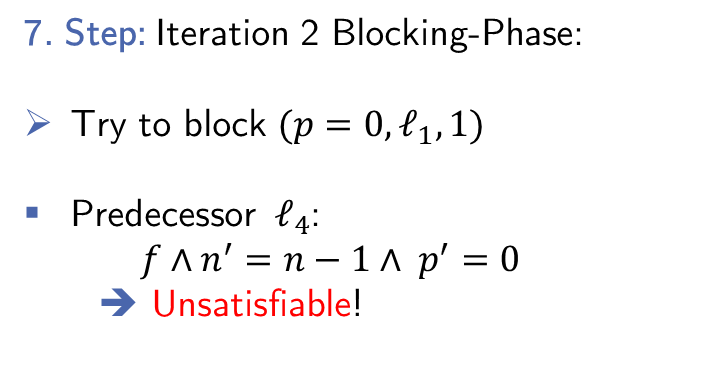 7. Step: Iteration 2 Blocking-Phase:
➢ Try to block (p = 0, ℓ₁, 1)
▪ Predecessor ℓ₄:
f ∧ n′ = n − 1 ∧ p′ = 0
➔ Unsatisfiable!